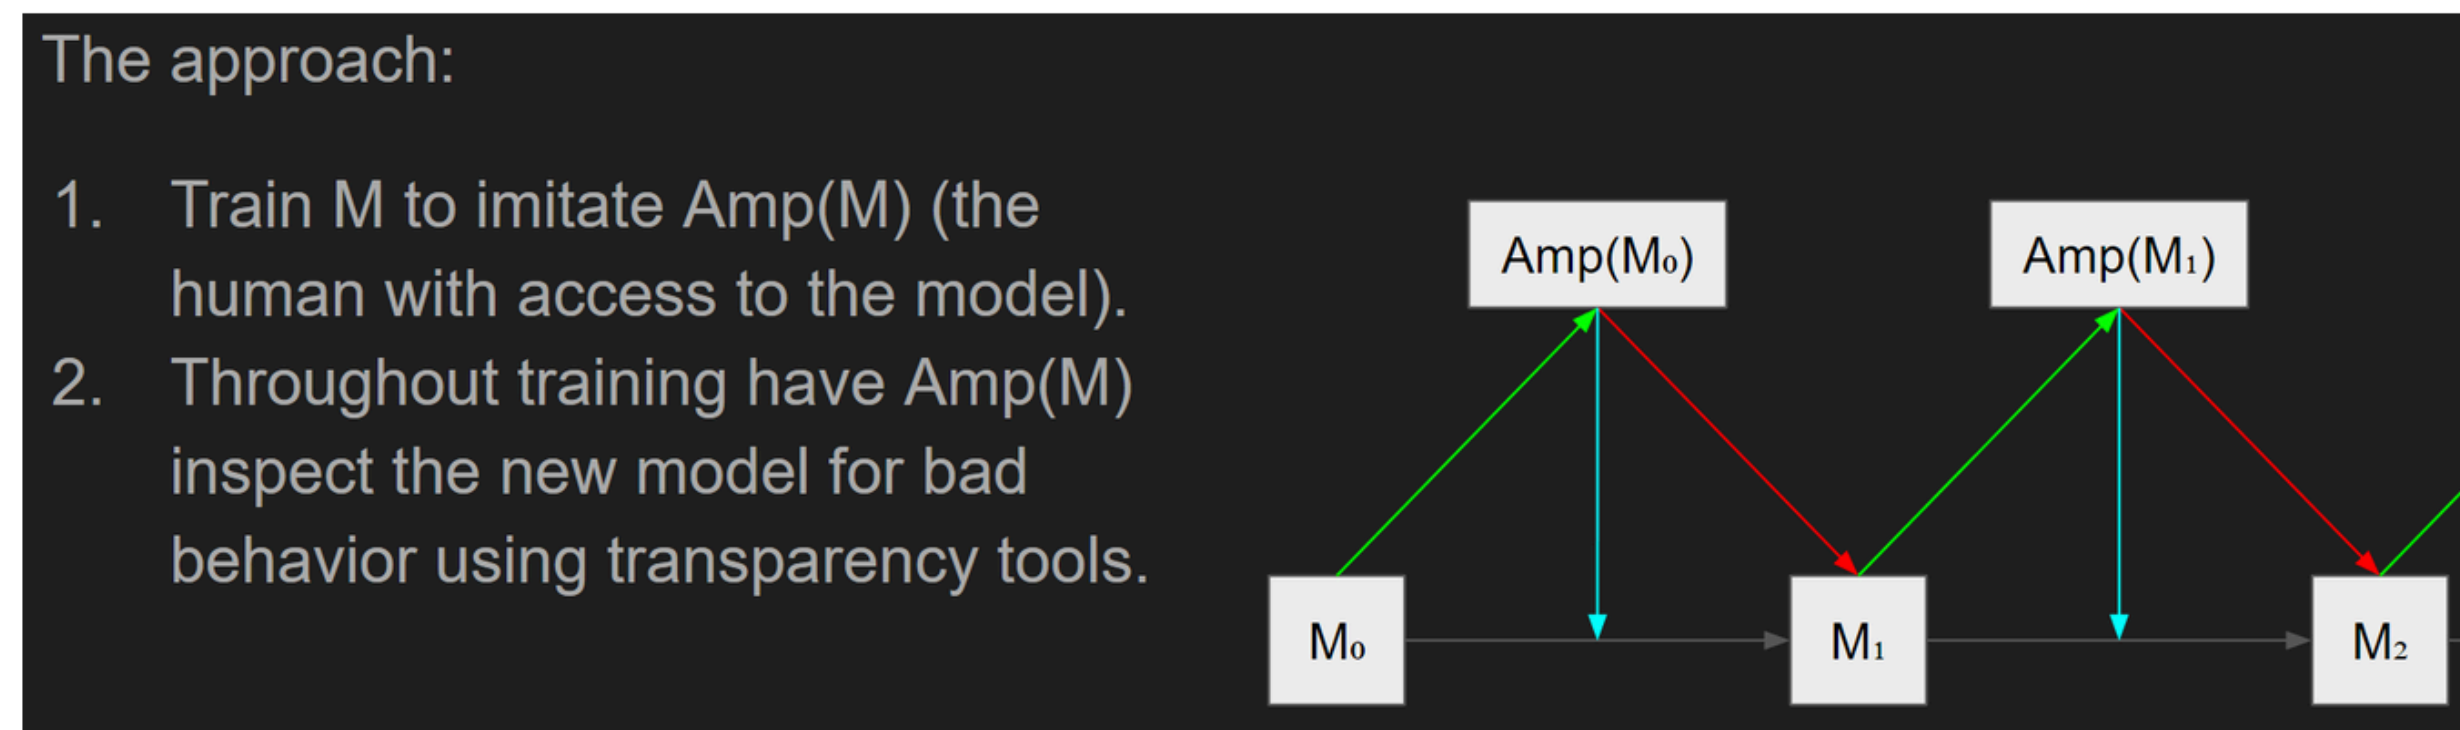 The approach:
1. Train M to imitate Amp(M) (the
human with access to the model).
2. Throughout training have Amp(M)
inspect the new model for bad
behavior using transparency tools.
Amp(M₀)
Amp(M₁)
M₀
M₁
M₂